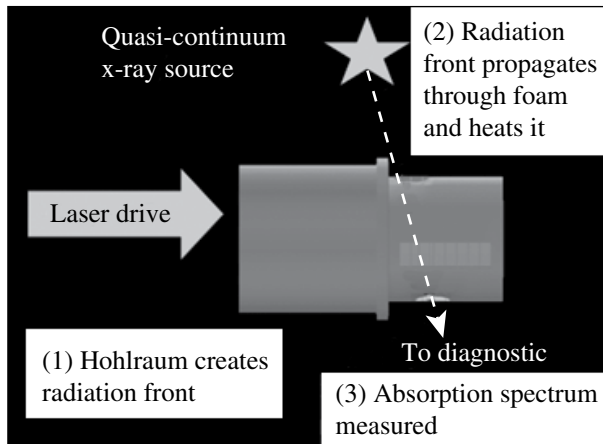 Quasi-continuum
x-ray source
(2) Radiation
front propagates
through foam
and heats it
Laser drive
(1) Hohlraum creates
radiation front
To diagnostic
(3) Absorption spectrum
measured